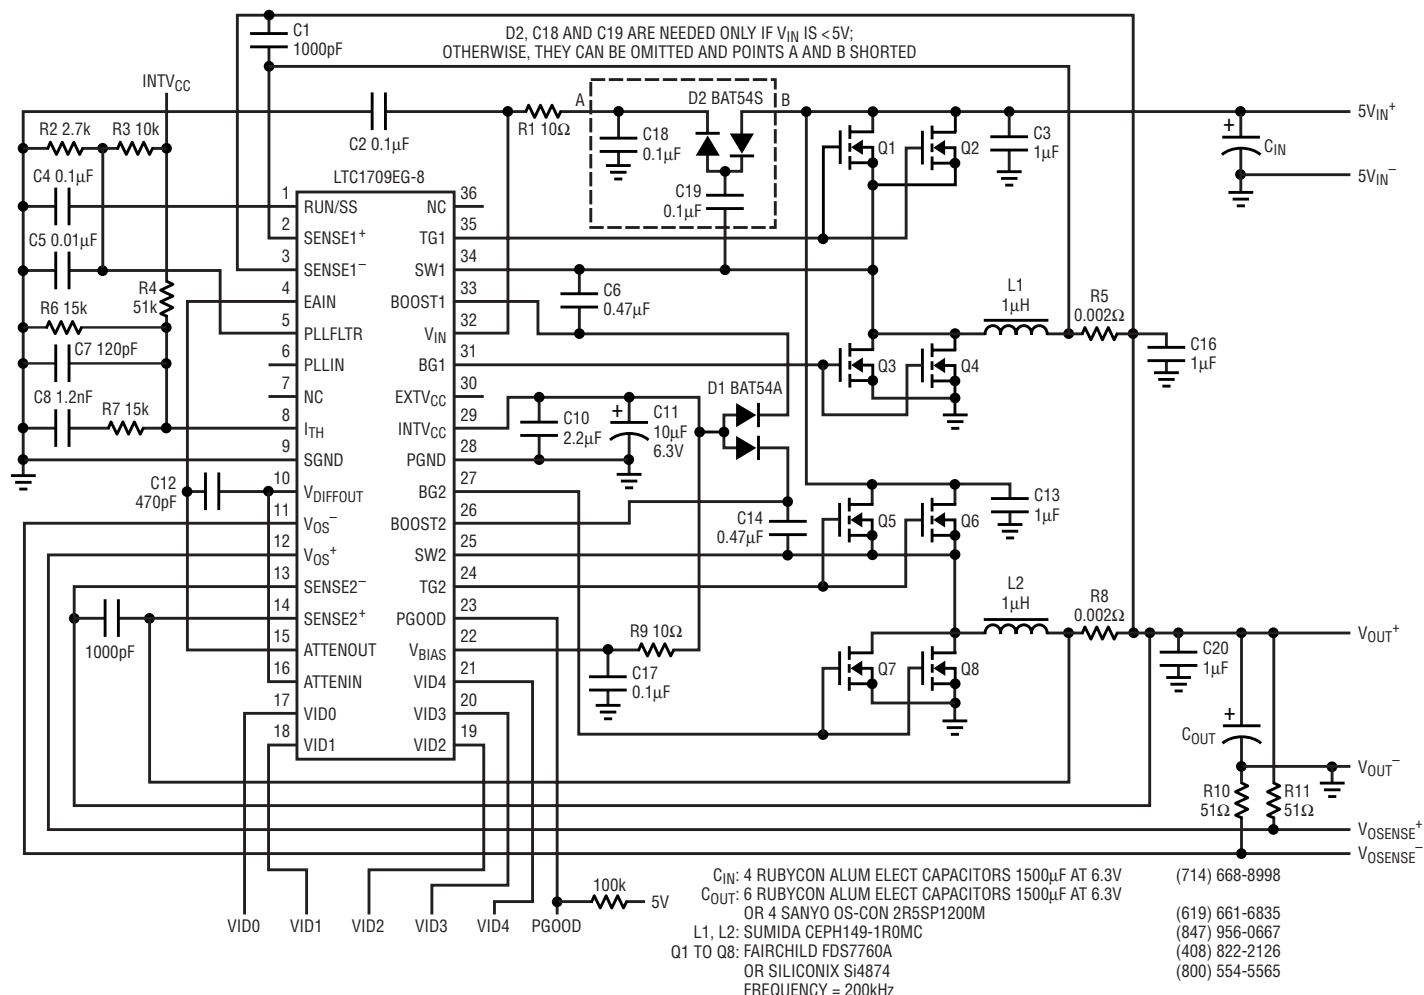 C1
1000pF
D2, C18 AND C19 ARE NEEDED ONLY IF VIN IS <5V;
OTHERWISE, THEY CAN BE OMITTED AND POINTS A AND B SHORTED
INTVCC
R2 2.7k
R3 10k
C2 0.1µF
R1 10Ω
A
D2 BAT54S
B
C18
0.1µF
C19
0.1µF
Q1
Q2
C3
1µF
+
CIN
5VIN+
5VIN−
C4 0.1µF
C5 0.01µF
R4
51k
R6 15k
C7 120pF
C8 1.2nF
R7 15k
C12
470pF
1000pF
LTC1709EG-8
1
RUN/SS
2
SENSE1+
3
SENSE1−
4
EAIN
5
PLLFLTR
6
PLLIN
7
NC
8
ITH
9
SGND
10
VDIFFOUT
11
VOS−
12
VOS+
13
SENSE2−
14
SENSE2+
15
ATTENOUT
16
ATTENIN
17
VID0
18
VID1
36
NC
35
TG1
34
SW1
33
BOOST1
32
VIN
31
BG1
30
EXTVCC
29
INTVCC
28
PGND
27
BG2
26
BOOST2
25
SW2
24
TG2
23
PGOOD
22
VBIAS
21
VID4
20
VID3
19
VID2
C6
0.47µF
L1
1µH
R5
0.002Ω
C16
1µF
Q3
Q4
D1 BAT54A
C10
2.2µF
+
C11
10µF
6.3V
C14
0.47µF
Q5
Q6
C13
1µF
L2
1µH
R8
0.002Ω
R9 10Ω
C17
0.1µF
Q7
Q8
C20
1µF
VOUT+
+
COUT
VOUT−
R10
51Ω
R11
51Ω
VOSENSE+
VOSENSE−
VID0
VID1
VID2
VID3
VID4
PGOOD
100k
5V
CIN: 4 RUBYCON ALUM ELECT CAPACITORS 1500µF AT 6.3V (714) 668-8998
COUT: 6 RUBYCON ALUM ELECT CAPACITORS 1500µF AT 6.3V
OR 4 SANYO OS-CON 2R5SP1200M (619) 661-6835
L1, L2: SUMIDA CEPH149-1R0MC (847) 956-0667
Q1 TO Q8: FAIRCHILD FDS7760A (408) 822-2126
OR SILICONIX Si4874 (800) 554-5565
FREQUENCY = 200kHz